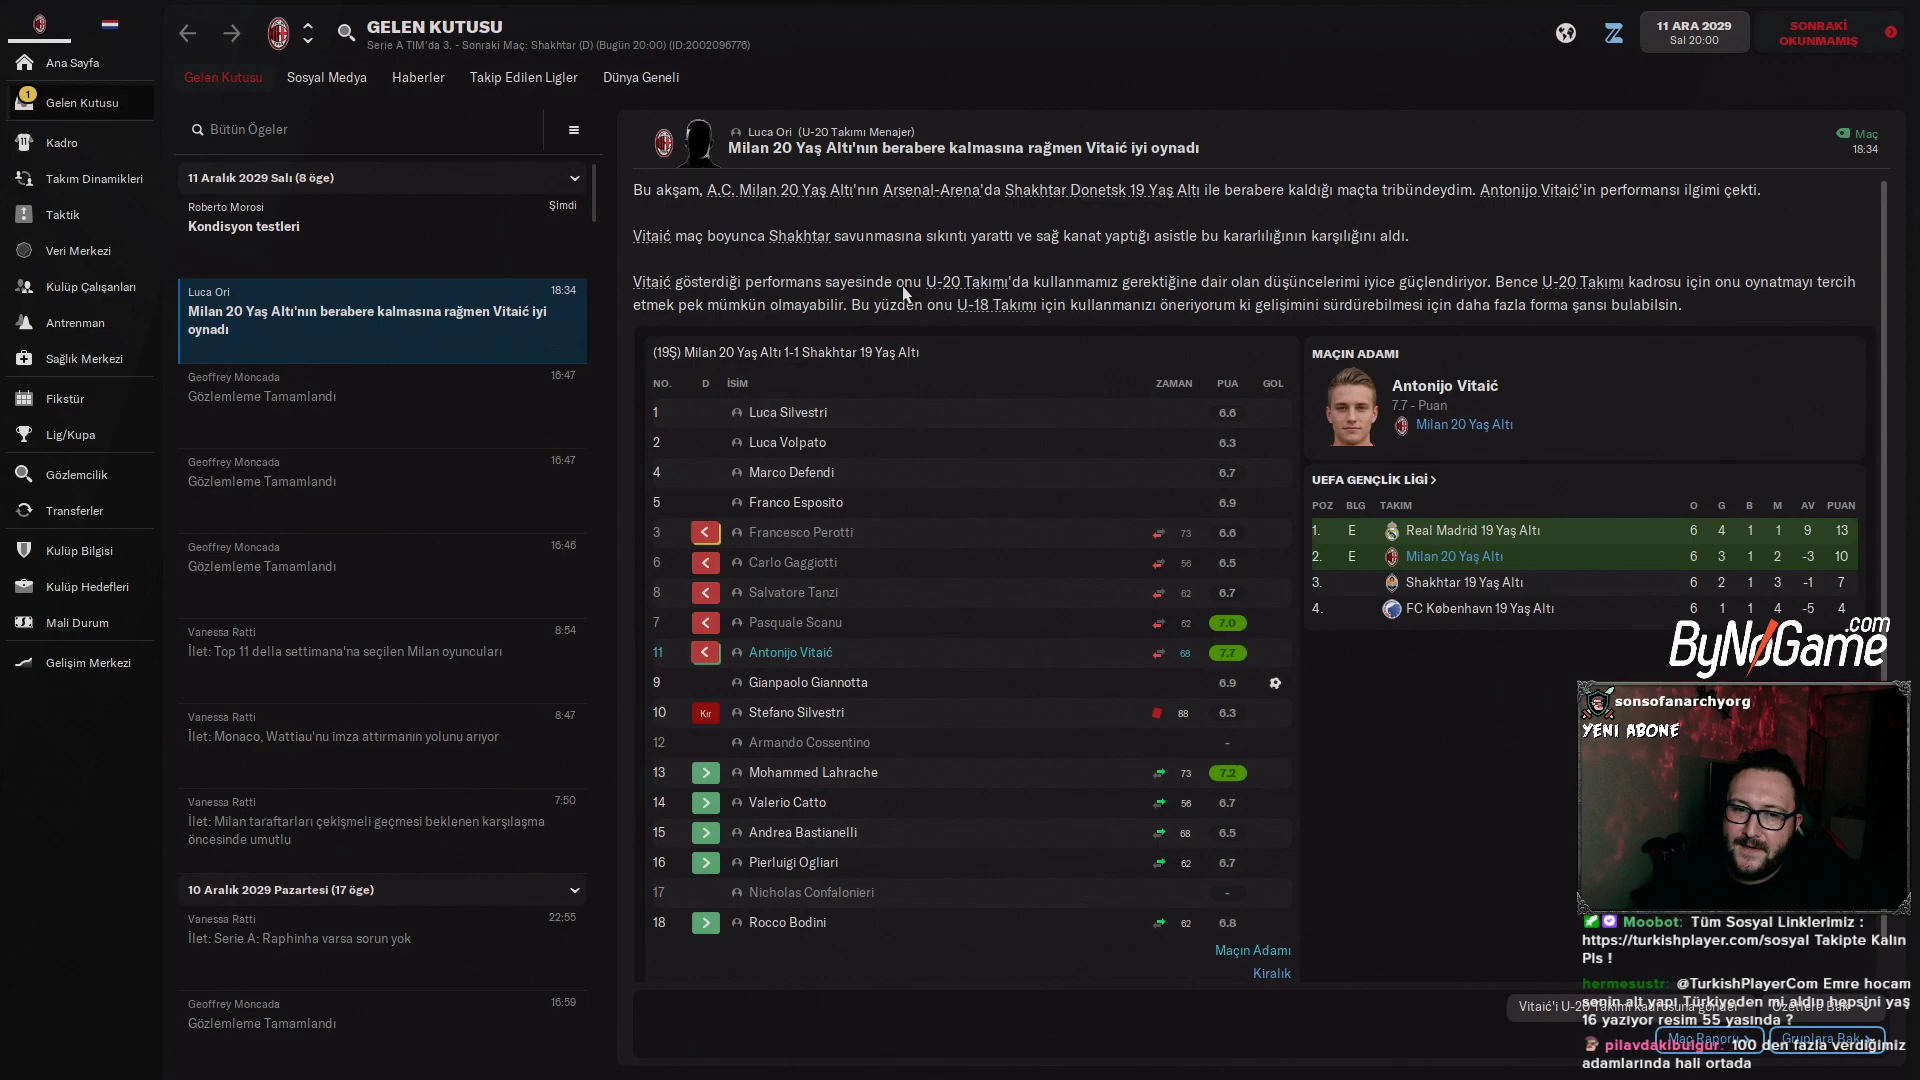 GELEN KUTUSU
Serie A TIM'da 3. - Sonraki Maç: Shakhtar (D) (Bugün 20:00) (ID:2002096776)
11 ARA 2029
Sal 20:00
SONRAKİ
OKUNMAMIŞ
Gelen Kutusu
Sosyal Medya
Haberler
Takip Edilen Ligler
Dünya Geneli
Ana Sayfa
1
Gelen Kutusu
Kadro
Takım Dinamikleri
Taktik
Veri Merkezi
Kulüp Çalışanları
Antrenman
Sağlık Merkezi
Fikstür
Lig/Kupa
Gözlemcilik
Transferler
Kulüp Bilgisi
Kulüp Hedefleri
Mali Durum
Gelişim Merkezi
Bütün Ögeler
11 Aralık 2029 Salı (8 öge)
Roberto Morosi Şimdi
Kondisyon testleri
Luca Ori 18:34
Milan 20 Yaş Altı'nın berabere kalmasına rağmen Vitaić iyi
oynadı
Geoffrey Moncada 16:47
Gözlemleme Tamamlandı
Geoffrey Moncada 16:47
Gözlemleme Tamamlandı
Geoffrey Moncada 16:46
Gözlemleme Tamamlandı
Vanessa Ratti 8:54
İlet: Top 11 della settimana'na seçilen Milan oyuncuları
Vanessa Ratti 8:47
İlet: Monaco, Wattiau'nu imza attırmanın yolunu arıyor
Vanessa Ratti 7:50
İlet: Milan taraftarları çekişmeli geçmesi beklenen karşılaşma
öncesinde umutlu
10 Aralık 2029 Pazartesi (17 öge)
Vanessa Ratti 22:55
İlet: Serie A: Raphinha varsa sorun yok
Geoffrey Moncada 16:59
Gözlemleme Tamamlandı
Luca Ori (U-20 Takımı Menajer)
Milan 20 Yaş Altı'nın berabere kalmasına rağmen Vitaić iyi oynadı
Maç
18:34
Bu akşam, A.C. Milan 20 Yaş Altı'nın Arsenal-Arena'da Shakhtar Donetsk 19 Yaş Altı ile berabere kaldığı maçta tribündeydim. Antonijo Vitaić'in performansı ilgimi çekti.
Vitaić maç boyunca Shakhtar savunmasına sıkıntı yarattı ve sağ kanat yaptığı asistle bu kararlılığının karşılığını aldı.
Vitaić gösterdiği performans sayesinde onu U-20 Takımı'da kullanmamız gerektiğine dair olan düşüncelerimi iyice güçlendiriyor. Bence U-20 Takımı kadrosu için onu oynatmayı tercih
etmek pek mümkün olmayabilir. Bu yüzden onu U-18 Takımı için kullanmanızı öneriyorum ki gelişimini sürdürebilmesi için daha fazla forma şansı bulabilsin.
(19Ş) Milan 20 Yaş Altı 1-1 Shakhtar 19 Yaş Altı
NO. D İSİM ZAMAN PUA GOL
1 Luca Silvestri 6.6
2 Luca Volpato 6.3
4 Marco Defendi 6.7
5 Franco Esposito 6.9
3 Francesco Perotti 73 6.6
6 Carlo Gaggiotti 56 6.5
8 Salvatore Tanzi 62 6.7
7 Pasquale Scanu 62 7.0
11 Antonijo Vitaić 68 7.7
9 Gianpaolo Giannotta 6.9
10 Kır Stefano Silvestri 88 6.3
12 Armando Cossentino -
13 Mohammed Lahrache 73 7.2
14 Valerio Catto 56 6.7
15 Andrea Bastianelli 68 6.5
16 Pierluigi Ogliari 62 6.7
17 Nicholas Confalonieri -
18 Rocco Bodini 62 6.8
Maçın Adamı
Kiralık
MAÇIN ADAMI
Antonijo Vitaić
7.7 - Puan
Milan 20 Yaş Altı
UEFA GENÇLİK LİGİ
POZ BLG TAKIM O G B M AV PUAN
1. E Real Madrid 19 Yaş Altı 6 4 1 1 9 13
2. E Milan 20 Yaş Altı 6 3 1 2 -3 10
3. Shakhtar 19 Yaş Altı 6 2 1 3 -1 7
4. FC København 19 Yaş Altı 6 1 1 4 -5 4
ByNoGame
.com
sonsofanarchyorg
YENI ABONE
Moobot: Tüm Sosyal Linklerimiz :
https://turkishplayer.com/sosyal Takipte Kalın
Pls !
hermesustr: @TurkishPlayerCom Emre hocam
senin alt yapı Türkiyeden mi aldın hepsini yaş
16 yazıyor resim 55 yasında ?
pilavdakibulgur: 100 den fazla verdiğimiz
adamlarında hali ortada
Vitaić'i U-20 Takımı kadrosuna gönder
Özetlere Bak
Maç Raporu
Gruplara Bak